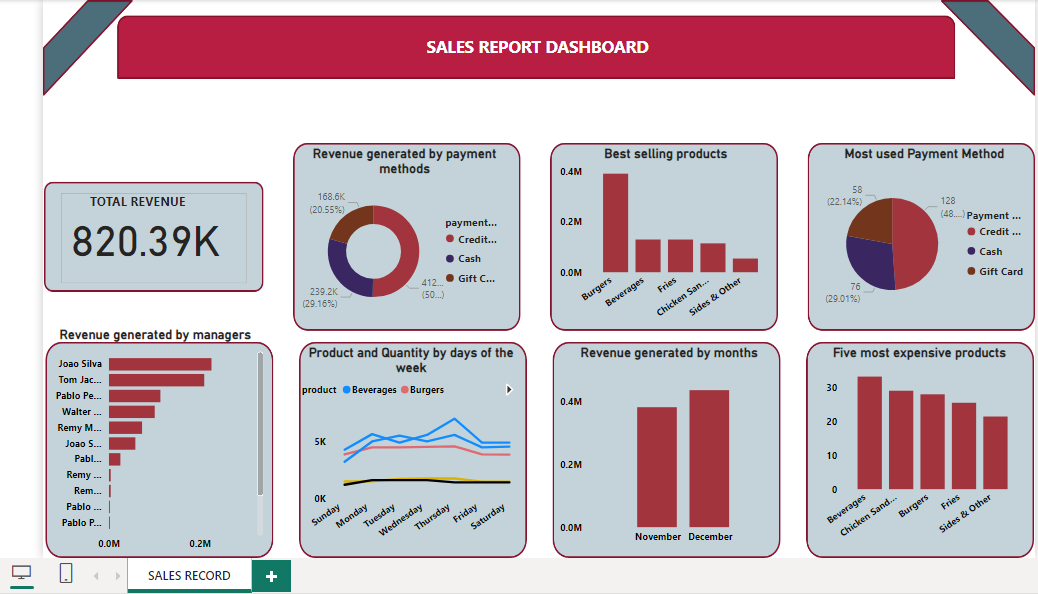 SALES REPORT DASHBOARD
TOTAL REVENUE
820.39K
Revenue generated by payment
methods
168.6K
(20.55%)
239.2K
(29.16%)
412...
(50...)
payment...
Credit...
Cash
Gift C...
Best selling products
0.4M
0.2M
0.0M
Burgers
Beverages
Fries
Chicken San...
Sides & Other
Most used Payment Method
58
(22.14%)
128
(48....)
76
(29.01%)
Payment ...
Credit ...
Cash
Gift Card
Revenue generated by managers
Joao Silva
Tom Jac...
Pablo Pe...
Walter ...
Remy M...
Joao S...
Pabl...
Remy ...
Rem...
Pablo ...
Pablo P...
0.0M 0.2M
Product and Quantity by days of the
week
product Beverages Burgers
5K
0K
Sunday
Monday
Tuesday
Wednesday
Thursday
Friday
Saturday
Revenue generated by months
0.4M
0.2M
0.0M
November December
Five most expensive products
30
20
10
0
Beverages
Chicken Sand...
Burgers
Fries
Sides & Other
SALES RECORD